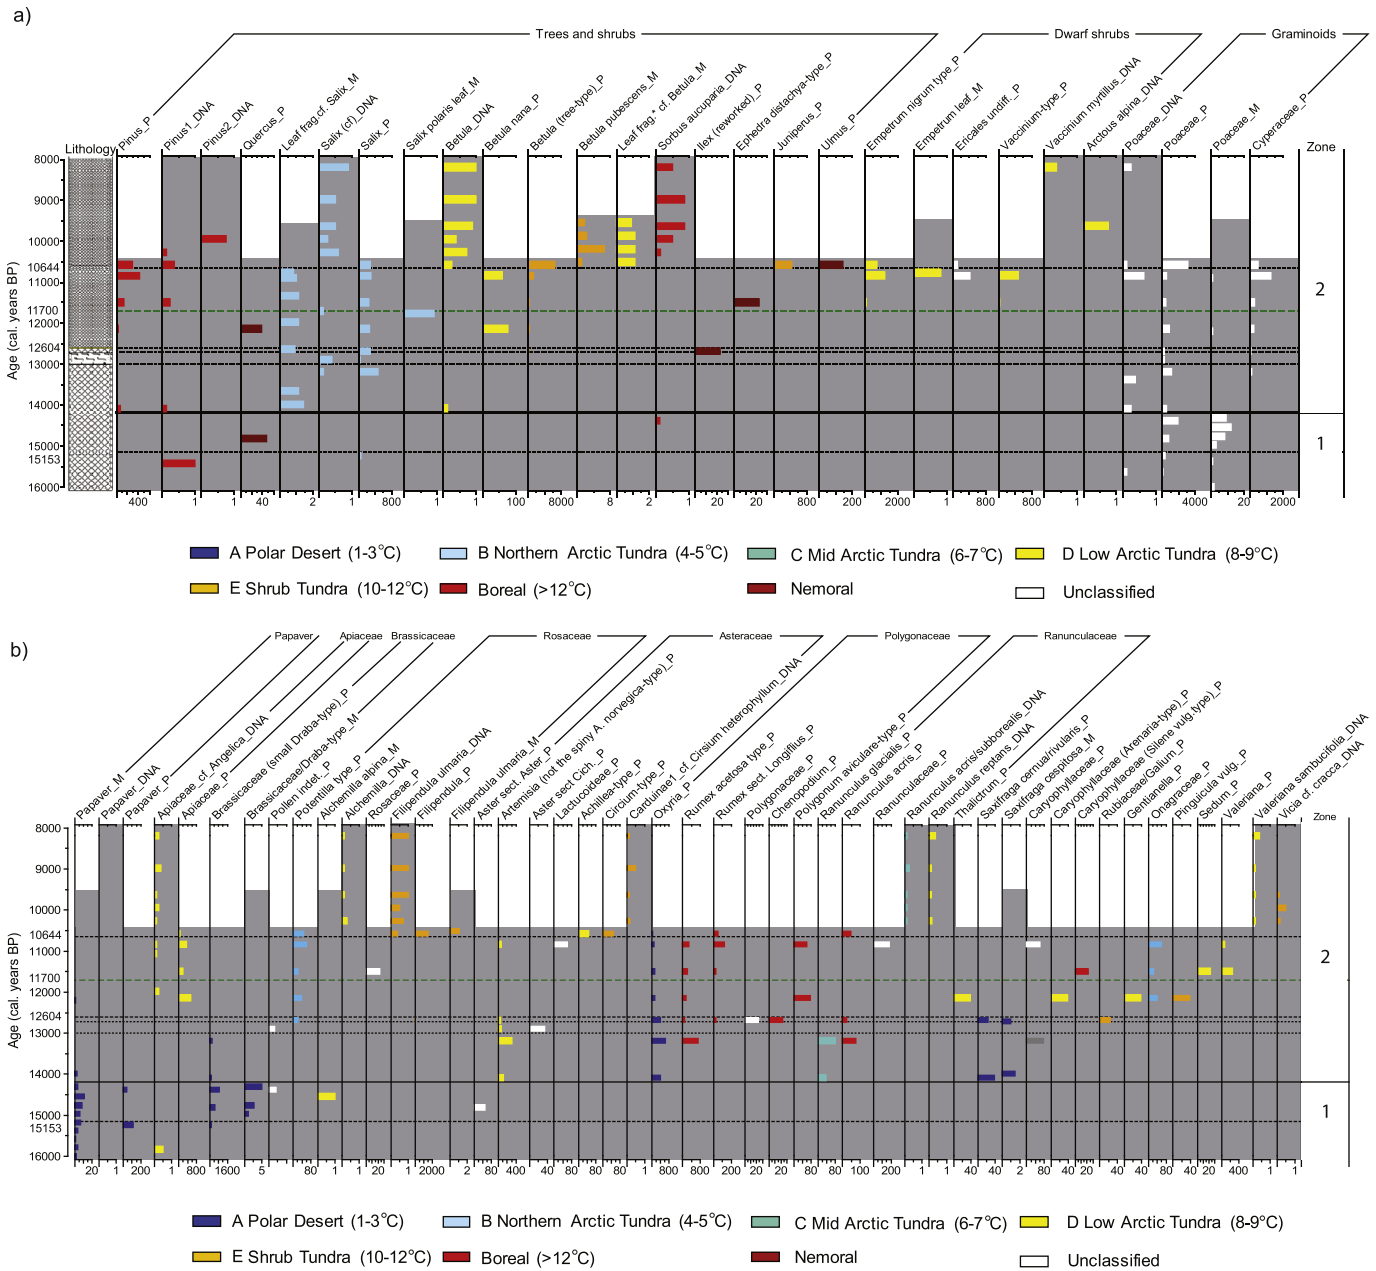 a)
Trees and shrubs
Dwarf shrubs
Graminoids
Lithology
Pinus_P
Pinus1_DNA
Pinus2_DNA
Quercus_P
Leaf frag cf. Salix_M
Salix (cf)_DNA
Salix_P
Salix polaris leaf_M
Betula_DNA
Betula nana_P
Betula (tree-type)_P
Betula pubescens_M
Leaf frag.* cf. Betula_M
Sorbus aucuparia_DNA
Ilex (reworked)_P
Ephedra distachya-type_P
Juniperus_P
Ulmus_P
Empetrum nigrum type_P
Empetrum leaf_M
Ericales undiff._P
Vaccinium-type_P
Vaccinium myrtillus_DNA
Arctous alpina_DNA
Poaceae_DNA
Poaceae_P
Poaceae_M
Cyperaceae_P
Zone
Age (cal. years BP)
8000
9000
10000
10644
11000
11700
12000
12604
13000
14000
15000
15153
16000
2
1
400 1 1 40 2 1 80 1 1 100 8000 8 2 1 20 80 80 200 2000 4 800 800 1 1 1 4000 20 2000
A Polar Desert (1-3°C)
B Northern Arctic Tundra (4-5°C)
C Mid Arctic Tundra (6-7°C)
D Low Arctic Tundra (8-9°C)
E Shrub Tundra (10-12°C)
Boreal (>12°C)
Nemoral
Unclassified
b)
Papaver
Apiaceae
Brassicaceae
Rosaceae
Asteraceae
Polygonaceae
Ranunculaceae
Papaver_M
Papaver_DNA
Papaver_P
Apiaceae_cf_Angelica_DNA
Apiaceae_P
Brassicaceae (small Draba-type)_P
Brassicaceae/Draba-type_M
Pollen indet_P
Potentilla type_P
Alchemilla alpina_M
Alchemilla_DNA
Rosaceae_P
Filipendula ulmaria_DNA
Filipendula_P
Filipendula ulmaria_M
Aster sect. Aster_P
Artemisia (not the spiny A. norvegica-type)_P
Aster sect Cich._P
Lactucoideae_P
Achillea-type_P
Circium-type_P
Carduinae1_cf_Cirsium heterophyllum_DNA
Oxyria_P
Rumex acetosa type_P
Rumex sect. Longifilius_P
Polygonaceae_P
Chenopodium_P
Polygonum aviculare-type_P
Ranunculus glacialis_P
Ranunculus acris_P
Ranunculaceae_P
Ranunculus acris/subborealis_DNA
Ranunculus reptans_DNA
Thalictrum_P
Saxifraga cernua/rivularis_P
Saxifraga cespitosa_M
Caryophyllaceae_P
Caryophyllaceae (Arenaria-type)_P
Caryophyllaceae (Silene vulg-type)_P
Rubiaceae/Galium_P
Gentianella_P
Onagraceae_P
Pinguicula vulg._P
Sedum_P
Valeriana_P
Valeriana sambucifolia_DNA
Vicia cf. cracca_DNA
Zone
Age (cal. years BP)
8000
9000
10000
10644
11000
11700
12000
12604
13000
14000
15000
15153
16000
2
1
20 1 200 1 800 1600 5 20 80 1 1 20 1 2000 2 20 400 40 20 80 20 1 20 800 200 20 20 80 80 100 200 1 1 40 40 2 80 40 20 40 40 80 40 20 400 1 1
A Polar Desert (1-3°C)
B Northern Arctic Tundra (4-5°C)
C Mid Arctic Tundra (6-7°C)
D Low Arctic Tundra (8-9°C)
E Shrub Tundra (10-12°C)
Boreal (>12°C)
Nemoral
Unclassified